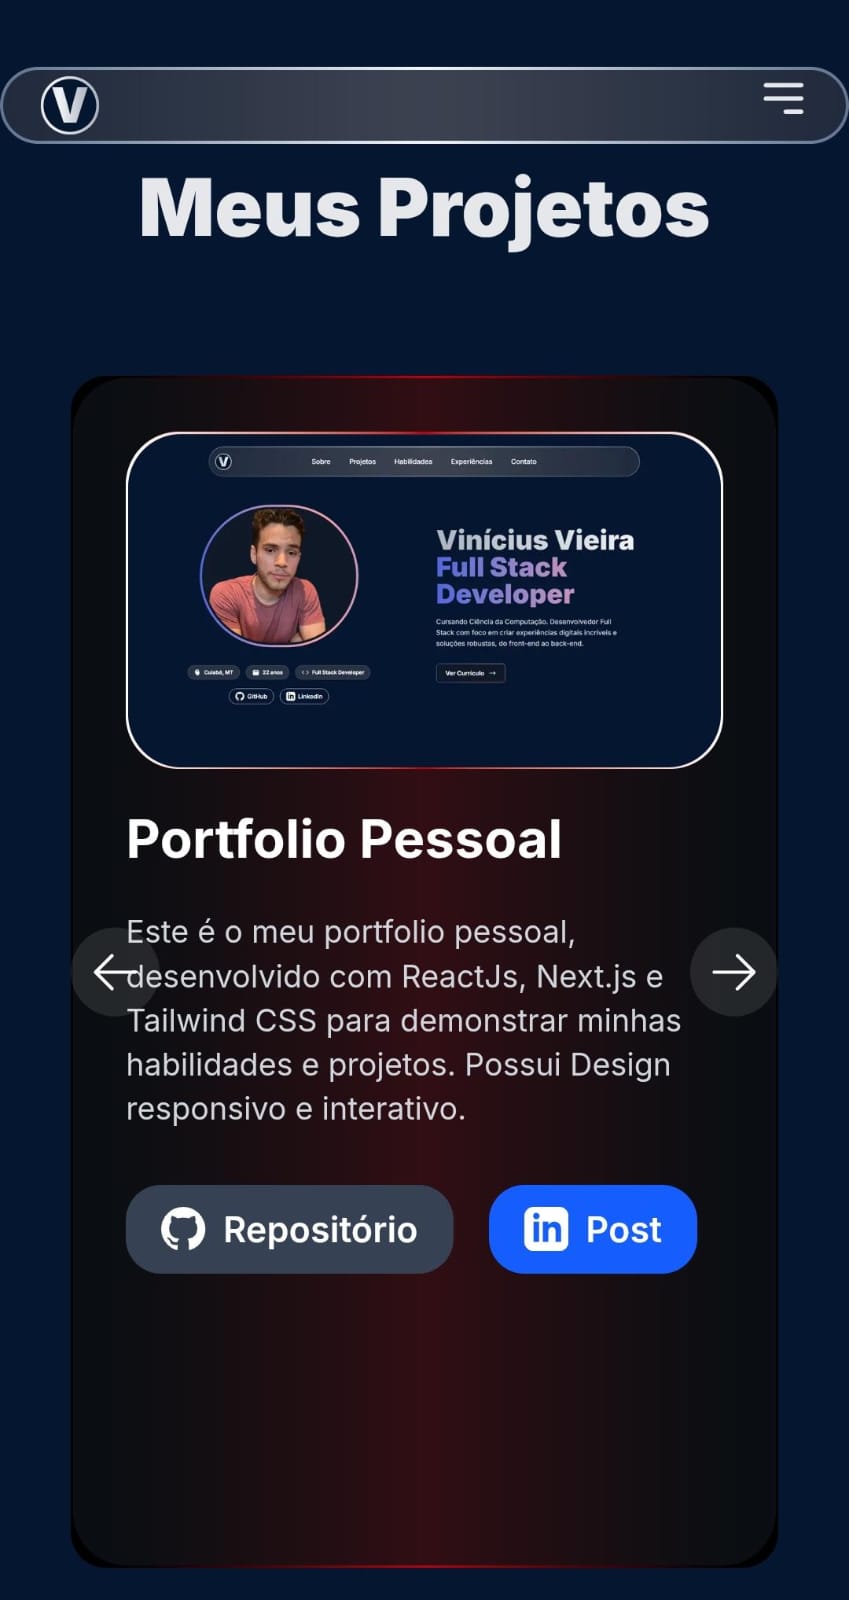 V
Meus Projetos
V
Sobre Projetos Habilidades Experiências Contato
Vinícius Vieira
Full Stack
Developer
Cursando Ciência da Computação. Desenvolvedor Full
Stack com foco em criar experiências digitais incríveis e
soluções robustas, do front-end ao back-end.
Cuiabá, MT 22 anos Full Stack Developer
Ver Currículo →
GitHub LinkedIn
Portfolio Pessoal
Este é o meu portfolio pessoal,
desenvolvido com ReactJs, Next.js e
Tailwind CSS para demonstrar minhas
habilidades e projetos. Possui Design
responsivo e interativo.
Repositório in Post